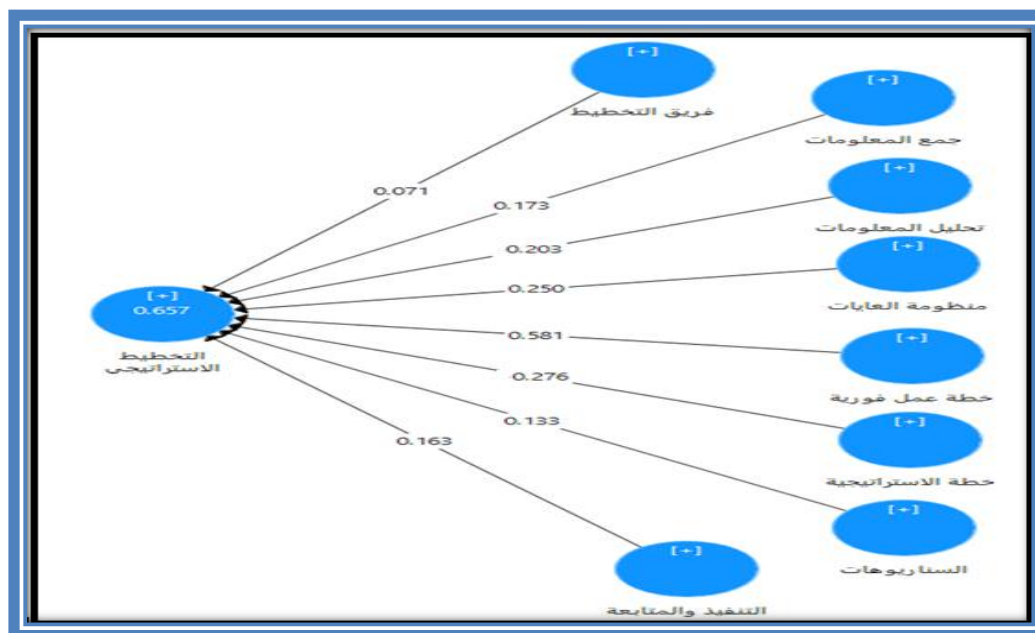 [+]
فريق التخطيط
[+]
جمع المعلومات
[+]
تحليل المعلومات
[+]
منظومة الغايات
[+]
خطة عمل فورية
[+]
خطة الاستراتيجية
[+]
السناريوهات
[+]
التنفيذ والمتابعة
0.071
0.173
0.203
0.250
0.581
0.276
0.133
0.163
[+]
0.657
التخطيط
الاستراتيجي